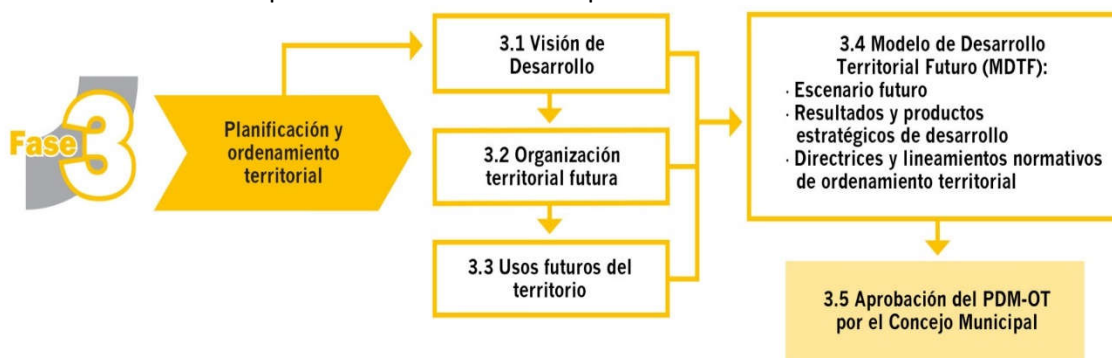 Fase 3
Planificación y
ordenamiento
territorial
3.1 Visión de
Desarrollo
3.2 Organización
territorial futura
3.3 Usos futuros del
territorio
3.4 Modelo de Desarrollo
Territorial Futuro (MDTF):
· Escenario futuro
· Resultados y productos
estratégicos de desarrollo
· Directrices y lineamientos normativos
de ordenamiento territorial
3.5 Aprobación del PDM-OT
por el Concejo Municipal